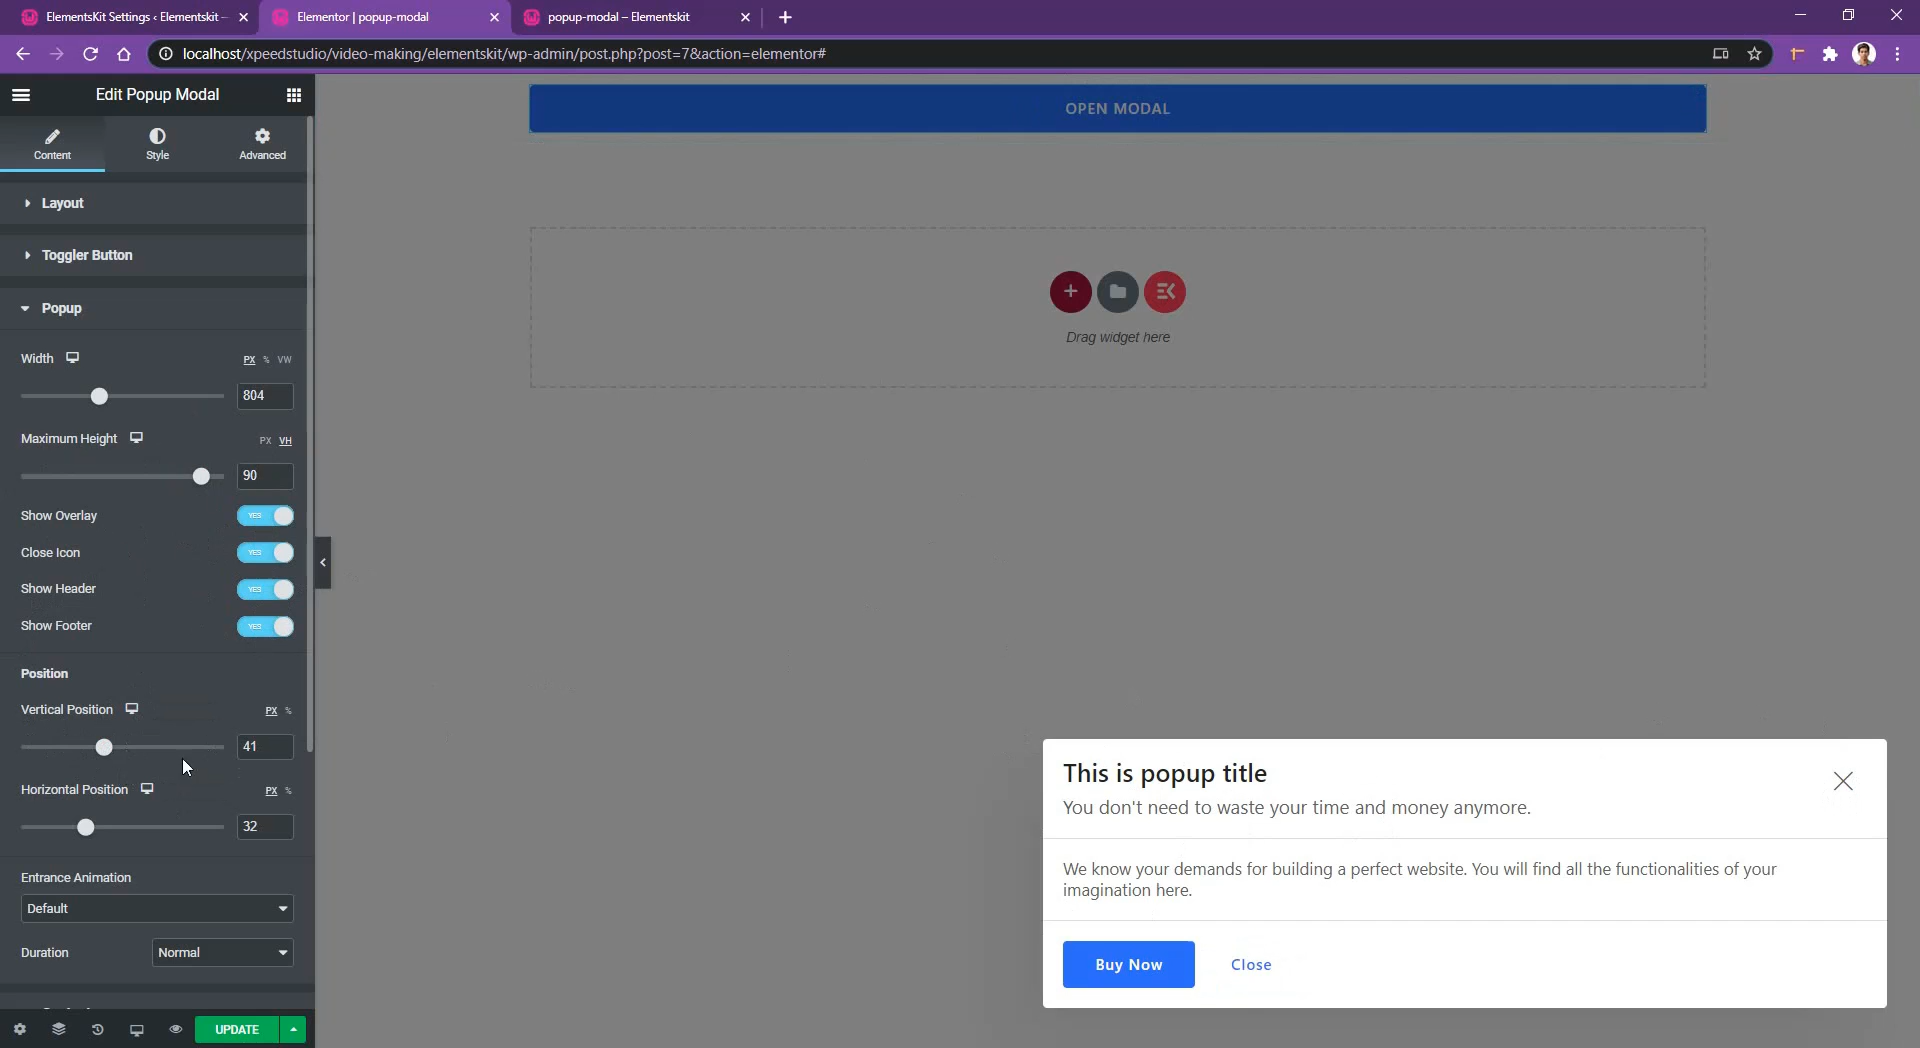 ElementsKit Settings ‹ Elementskit –
Elementor | popup-modal
popup-modal – Elementskit
localhost/xpeedstudio/video-making/elementskit/wp-admin/post.php?post=7&action=elementor#
Edit Popup Modal
Content
Style
Advanced
Layout
Toggler Button
Popup
Width
PX % VW
804
Maximum Height
PX VH
90
Show Overlay
YES
Close Icon
YES
Show Header
YES
Show Footer
YES
Position
Vertical Position
PX %
41
Horizontal Position
PX %
32
Entrance Animation
Default
Duration
Normal
UPDATE
OPEN MODAL
Drag widget here
This is popup title
You don't need to waste your time and money anymore.
We know your demands for building a perfect website. You will find all the functionalities of your
imagination here.
Buy Now
Close